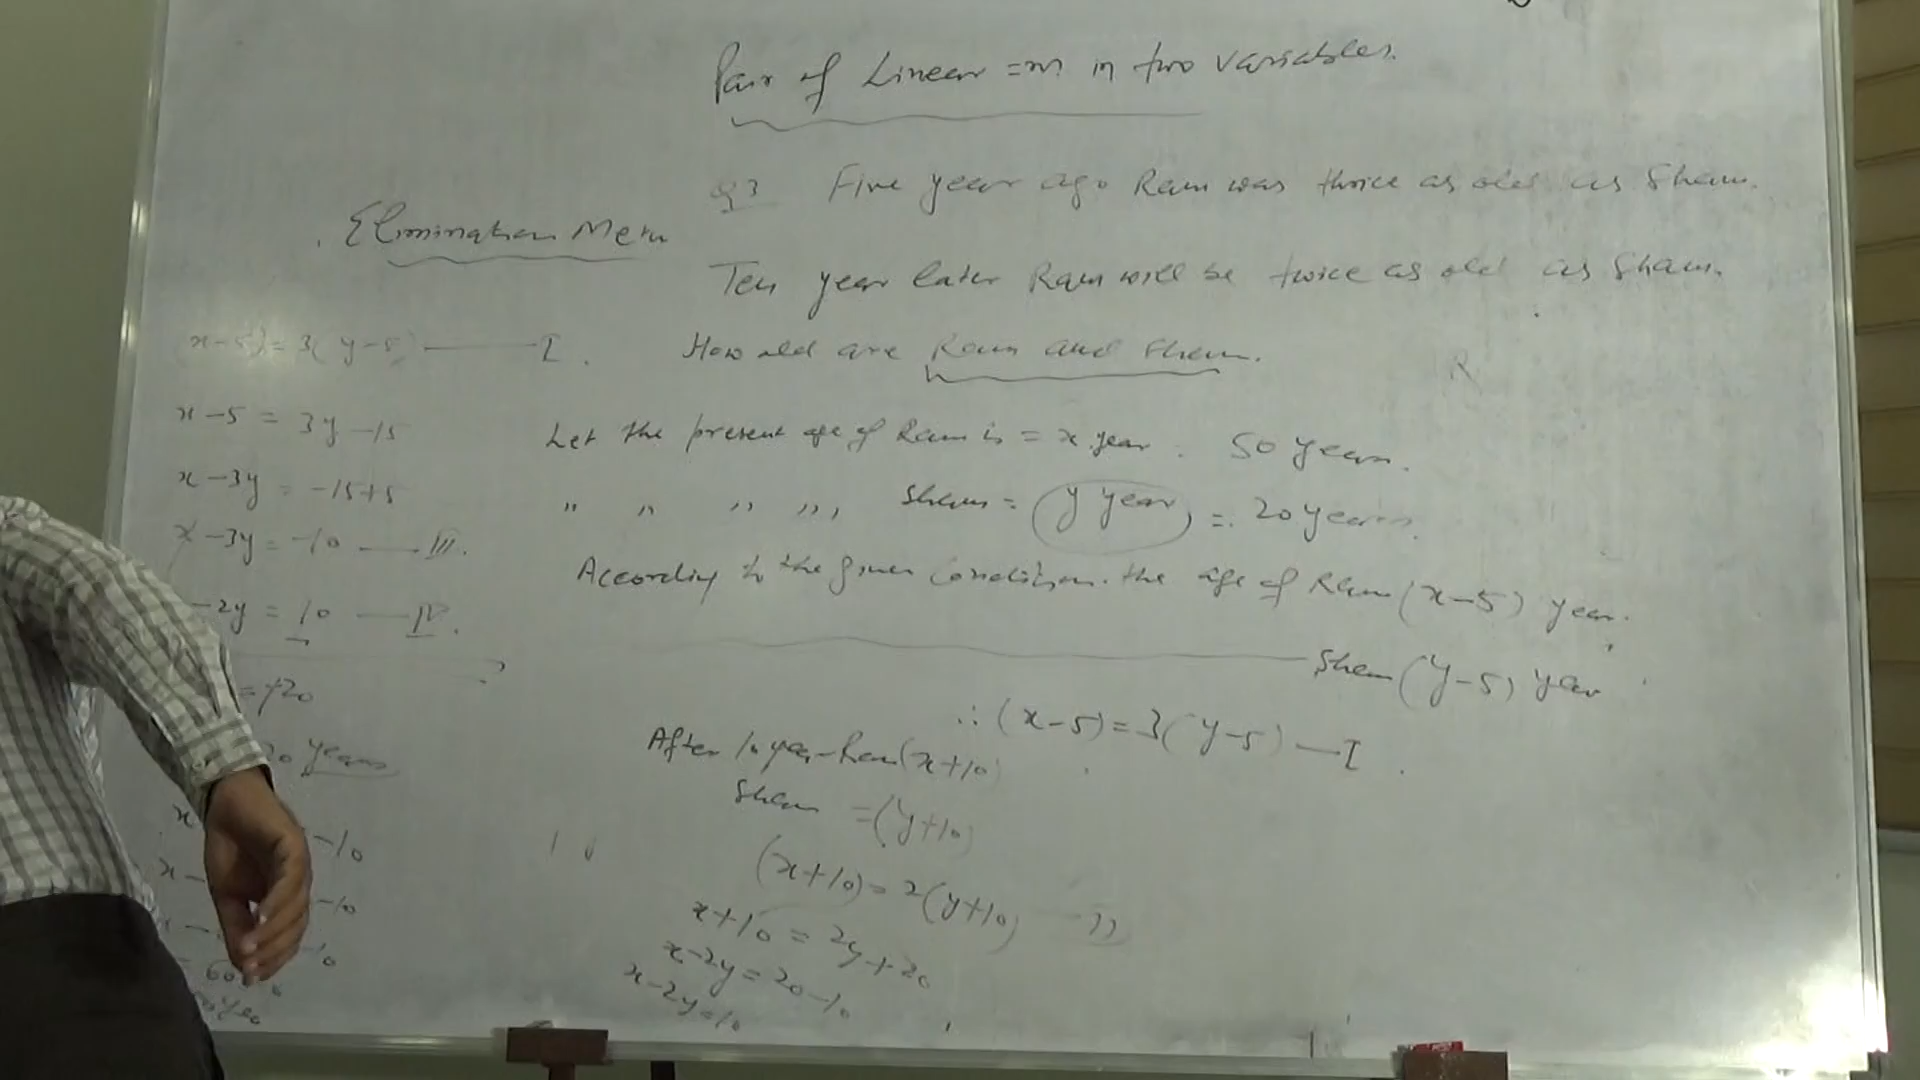 Pair of Linear =n in two variables.
Q3 Five year ago Ram was thrice as old as Sham.
Ten year later Ram will be twice as old as Sham.
How old are Ram and Sham.
Let the present age of Ram is = x year. 50 years.
" " " " Sham = y year = 20 years
According to the given condition. the age of Ram (x-5) year.
Sham (y-5) year
∴ (x-5) = 3(y-5) — I
After 10 year Ram (x+10)
Sham = (y+10)
(x+10) = 2(y+10) — II
x+10 = 2y+20
x-2y = 20-10
x-2y = 10
Elimination Meth
(x-5) = 3(y-5) — I.
x-5 = 3y-15
x-3y = -15+5
x-3y = -10 — III.
-2y = 10 — IV.
= +20
20 years
x -10
x- -10
x -10
60